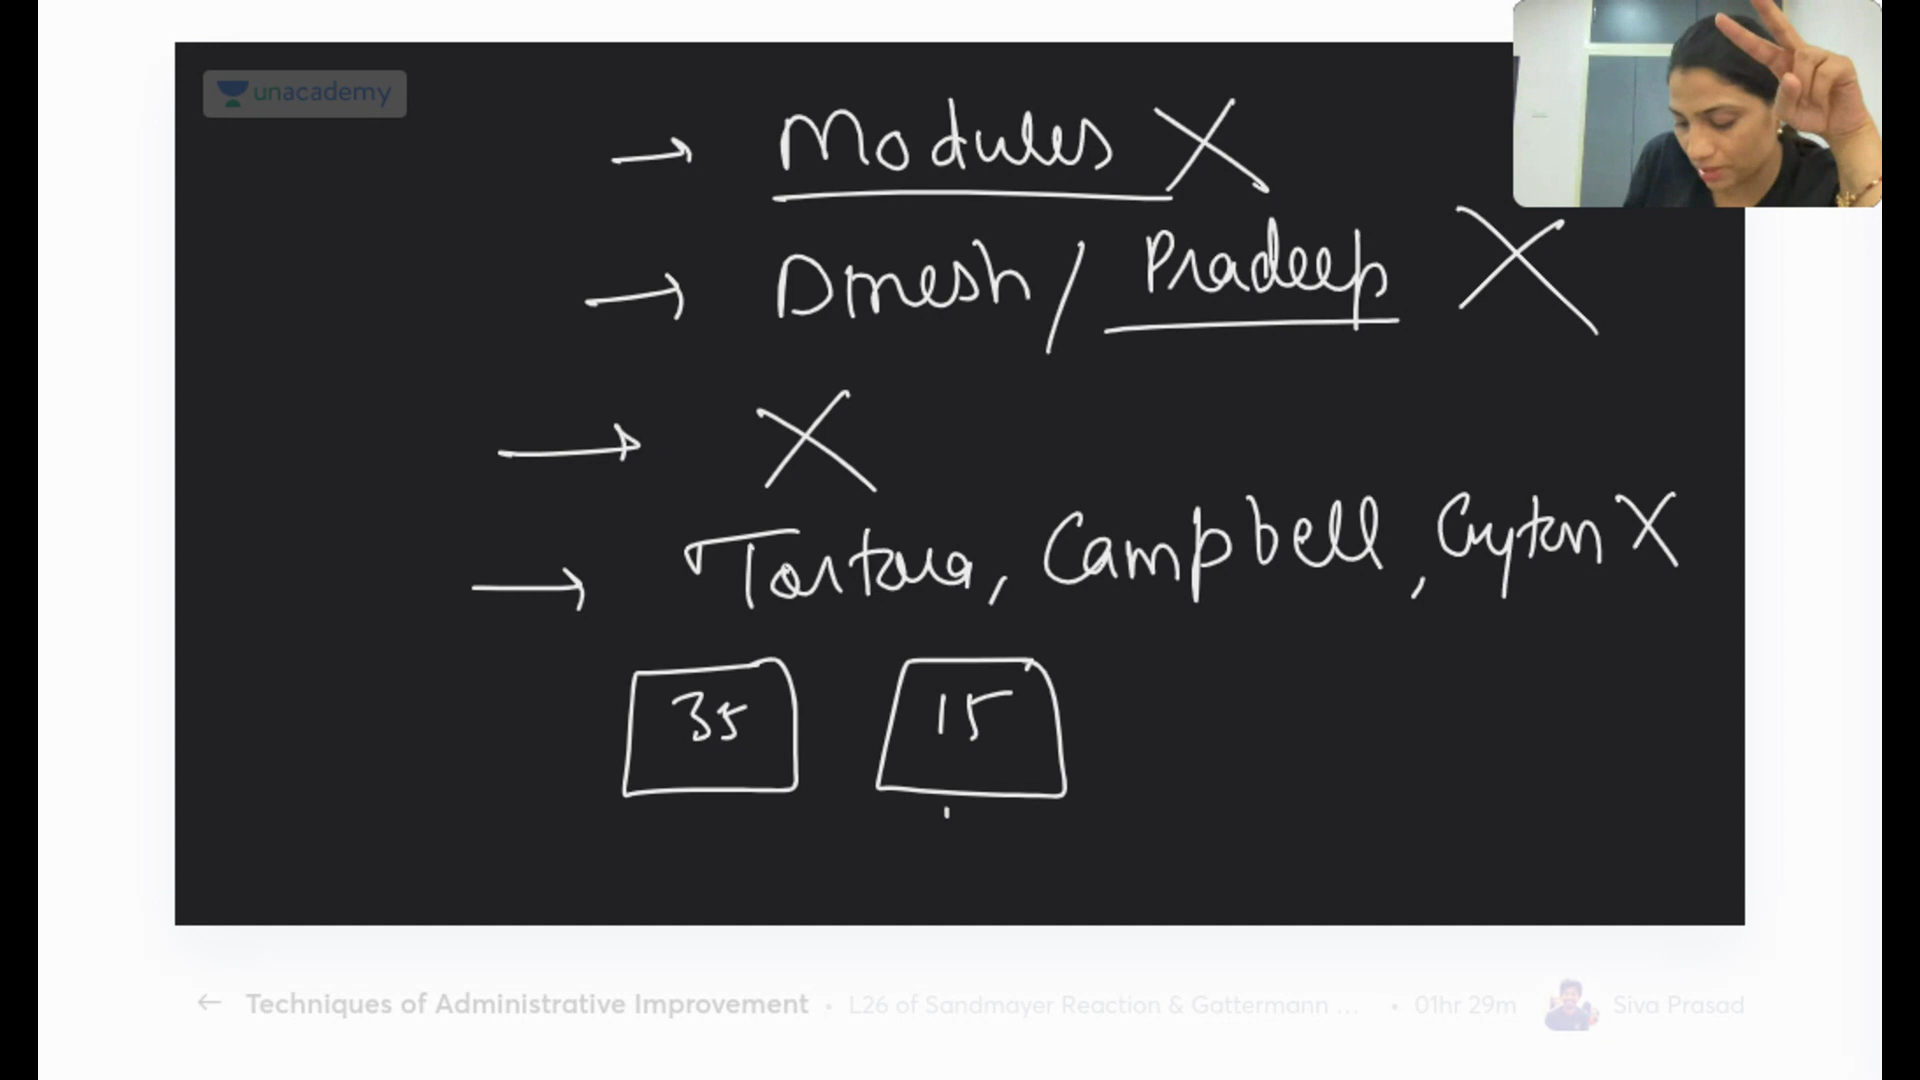 unacademy
→ Modules X
→ Dinesh / Pradeep X
→ X
→ Tortora, Campbell, Guyton X
35 15
← Techniques of Administrative Improvement • L26 of Sandmayer Reaction & Gattermann ... • 01hr 29m Siva Prasad